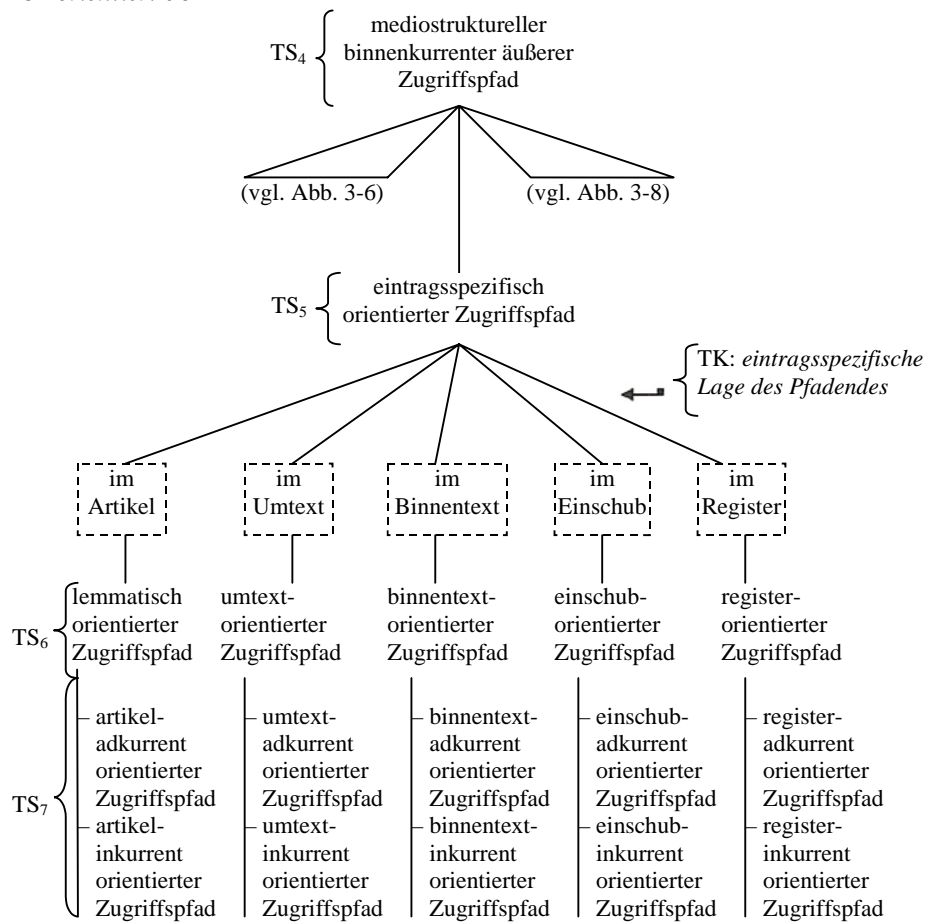 mediostruktureller
TS4 binnenkurrenter äußerer
Zugriffspfad
(vgl. Abb. 3-6) (vgl. Abb. 3-8)
eintragsspezifisch
TS5 orientierter Zugriffspfad
TK: eintragsspezifische
Lage des Pfadendes
im im im im im
Artikel Umtext Binnentext Einschub Register
lemmatisch umtext- binnentext- einschub- register-
TS6 orientierter orientierter orientierter orientierter orientierter
Zugriffspfad Zugriffspfad Zugriffspfad Zugriffspfad Zugriffspfad
– artikel- – umtext- – binnentext- – einschub- – register-
adkurrent adkurrent adkurrent adkurrent adkurrent
orientierter orientierter orientierter orientierter orientierter
TS7 Zugriffspfad Zugriffspfad Zugriffspfad Zugriffspfad Zugriffspfad
– artikel- – umtext- – binnentext- – einschub- – register-
inkurrent inkurrent inkurrent inkurrent inkurrent
orientierter orientierter orientierter orientierter orientierter
Zugriffspfad Zugriffspfad Zugriffspfad Zugriffspfad Zugriffspfad